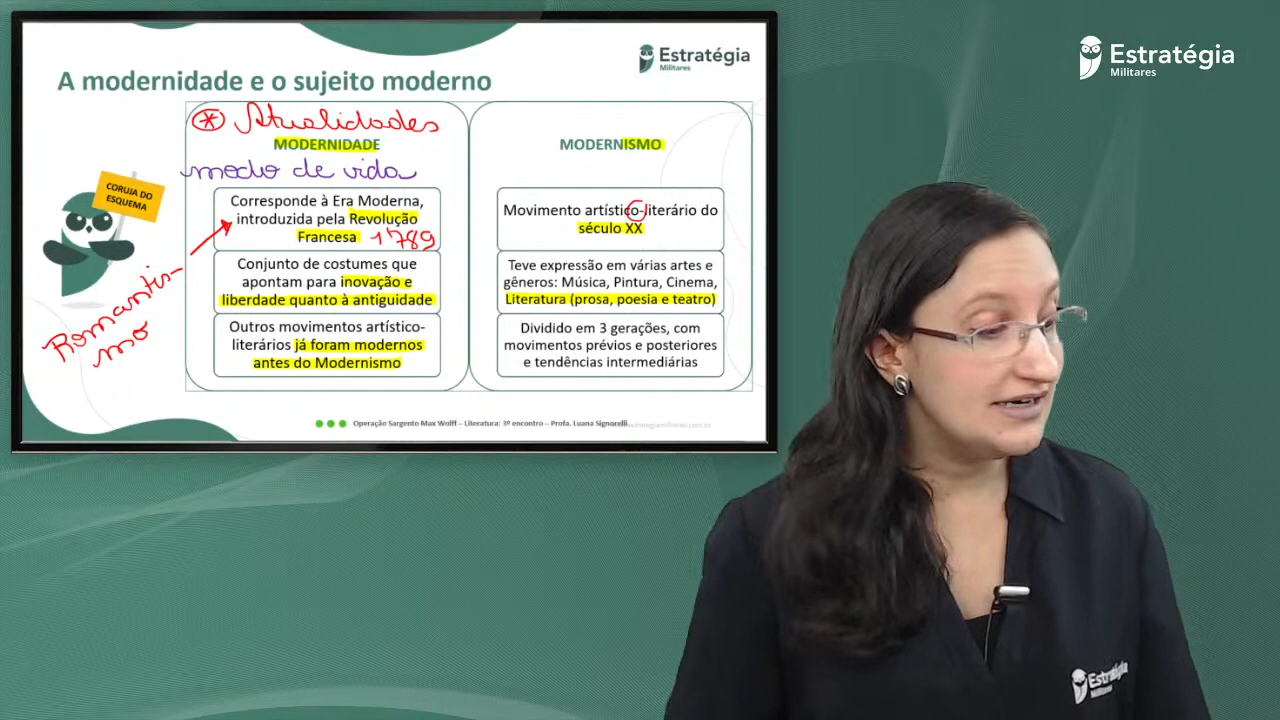 Estratégia
Militares
A modernidade e o sujeito moderno
Estratégia
Militares
CORUJA DO
ESQUEMA
* Atualidades
MODERNIDADE
modo de vida
Corresponde à Era Moderna,
introduzida pela Revolução
Francesa 1789
Conjunto de costumes que
apontam para inovação e
liberdade quanto à antiguidade
Outros movimentos artístico-
literários já foram modernos
antes do Modernismo
Romantis-
mo
MODERNISMO
Movimento artístico-literário do
século XX
Teve expressão em várias artes e
gêneros: Música, Pintura, Cinema,
Literatura (prosa, poesia e teatro)
Dividido em 3 gerações, com
movimentos prévios e posteriores
e tendências intermediárias
Operação Sargento Max Wolff – Literatura: 3º encontro – Profa. Luana Signorelli
Estratégia
Militares